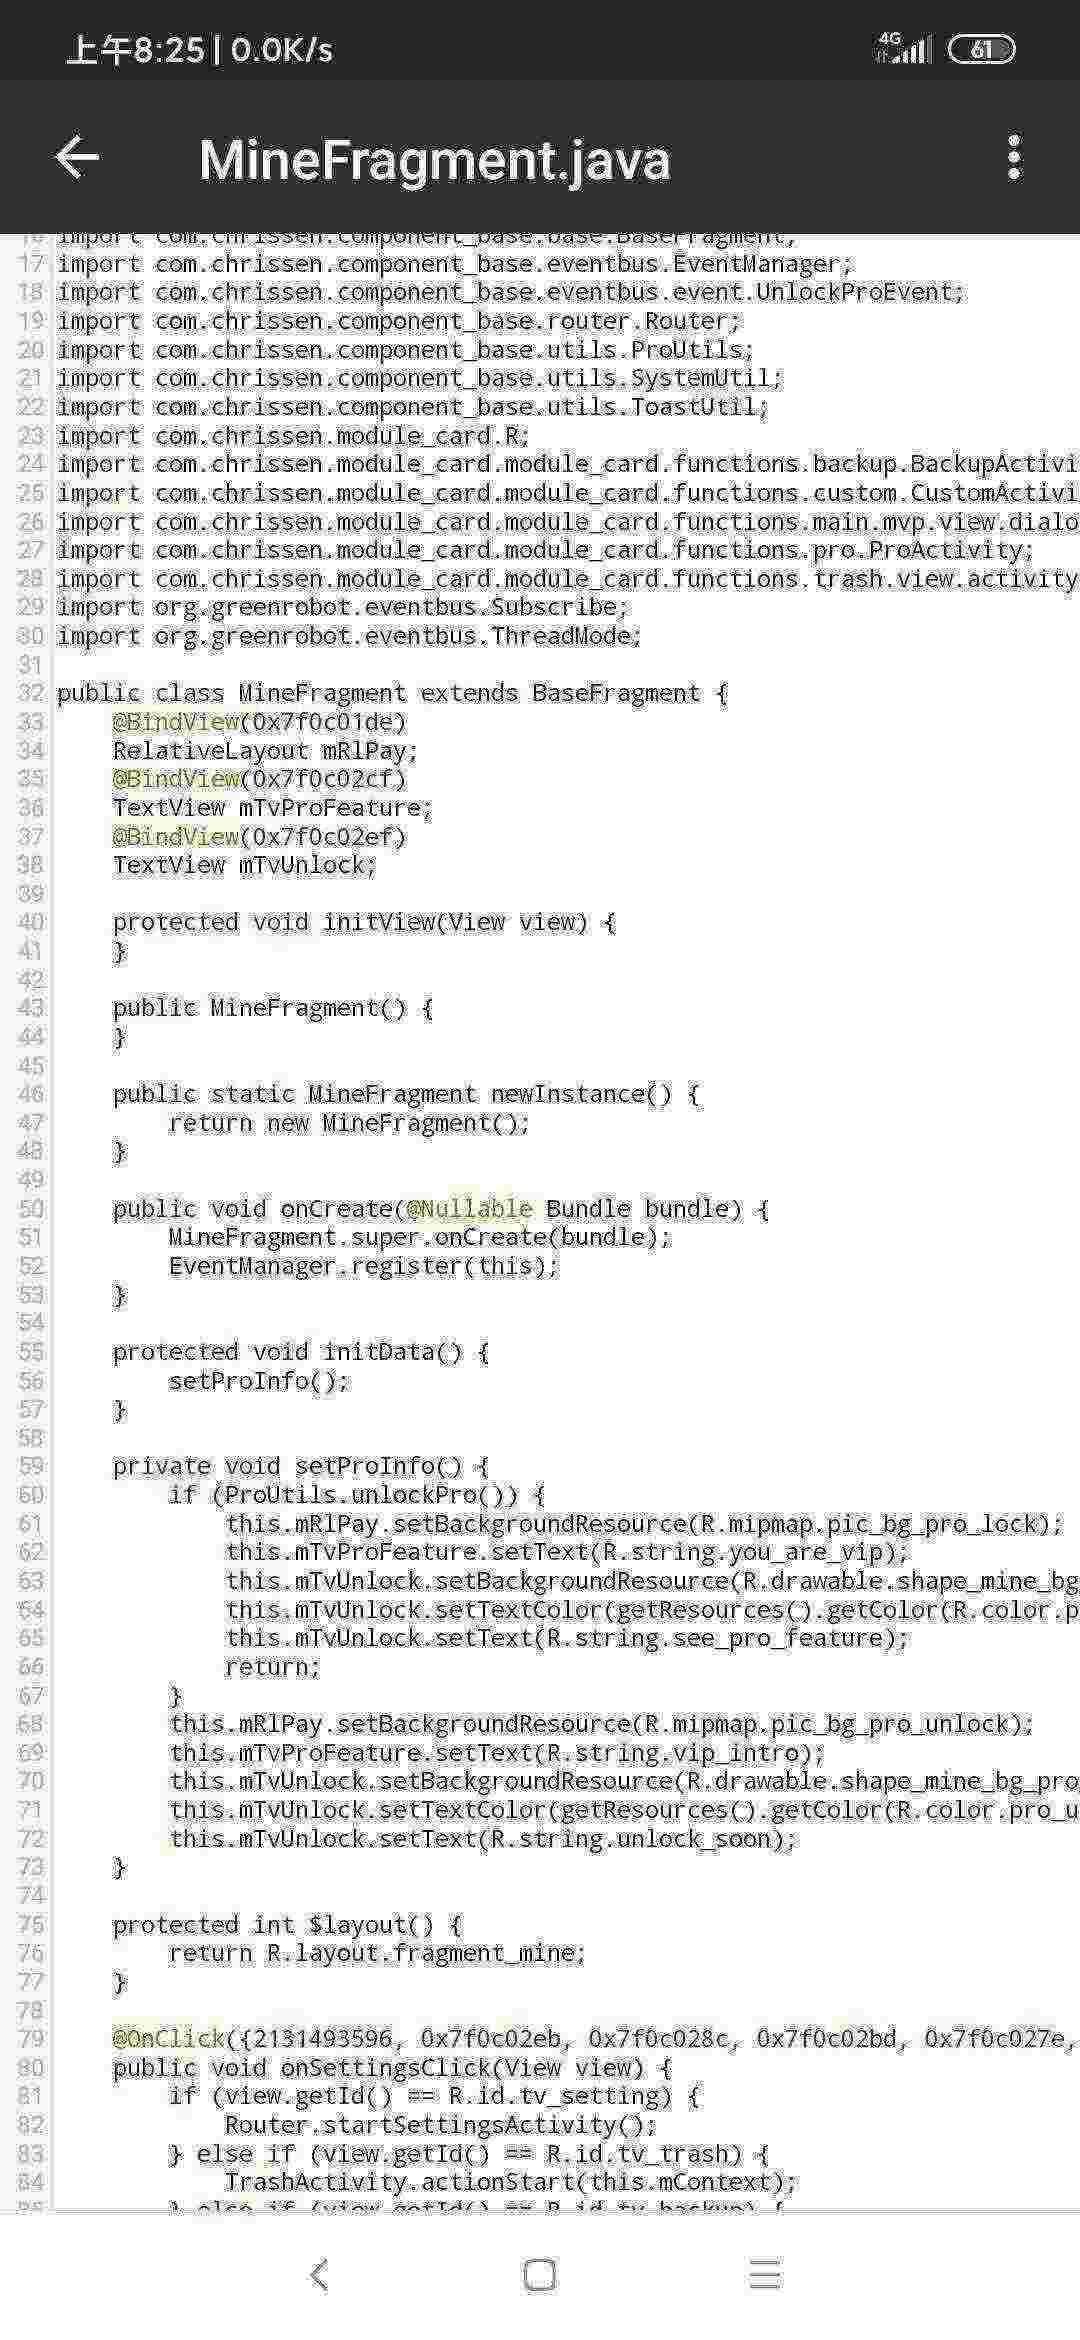 上午8:25 | 0.0K/s 4G 61
MineFragment.java
16 import com.chrissen.component_base.base.BaseFragment;
17 import com.chrissen.component_base.eventbus.EventManager;
18 import com.chrissen.component_base.eventbus.event.UnlockProEvent;
19 import com.chrissen.component_base.router.Router;
20 import com.chrissen.component_base.utils.ProUtils;
21 import com.chrissen.component_base.utils.SystemUtil;
22 import com.chrissen.component_base.utils.ToastUtil;
23 import com.chrissen.module_card.R;
24 import com.chrissen.module_card.module_card.functions.backup.BackupActivi
25 import com.chrissen.module_card.module_card.functions.custom.CustomActivi
26 import com.chrissen.module_card.module_card.functions.main.mvp.view.dialo
27 import com.chrissen.module_card.module_card.functions.pro.ProActivity;
28 import com.chrissen.module_card.module_card.functions.trash.view.activity
29 import org.greenrobot.eventbus.Subscribe;
30 import org.greenrobot.eventbus.ThreadMode;
31
32 public class MineFragment extends BaseFragment {
33 @BindView(0x7f0c01de)
34 RelativeLayout mRlPay;
35 @BindView(0x7f0c02cf)
36 TextView mTvProFeature;
37 @BindView(0x7f0c02ef)
38 TextView mTvUnlock;
39
40 protected void initView(View view) {
41 }
42
43 public MineFragment() {
44 }
45
46 public static MineFragment newInstance() {
47 return new MineFragment();
48 }
49
50 public void onCreate(@Nullable Bundle bundle) {
51 MineFragment.super.onCreate(bundle);
52 EventManager.register(this);
53 }
54
55 protected void initData() {
56 setProInfo();
57 }
58
59 private void setProInfo() {
60 if (ProUtils.unlockPro()) {
61 this.mRlPay.setBackgroundResource(R.mipmap.pic_bg_pro_lock);
62 this.mTvProFeature.setText(R.string.you_are_vip);
63 this.mTvUnlock.setBackgroundResource(R.drawable.shape_mine_bg
64 this.mTvUnlock.setTextColor(getResources().getColor(R.color.p
65 this.mTvUnlock.setText(R.string.see_pro_feature);
66 return;
67 }
68 this.mRlPay.setBackgroundResource(R.mipmap.pic_bg_pro_unlock);
69 this.mTvProFeature.setText(R.string.vip_intro);
70 this.mTvUnlock.setBackgroundResource(R.drawable.shape_mine_bg_pro
71 this.mTvUnlock.setTextColor(getResources().getColor(R.color.pro_u
72 this.mTvUnlock.setText(R.string.unlock_soon);
73 }
74
75 protected int $layout() {
76 return R.layout.fragment_mine;
77 }
78
79 @OnClick({2131493596, 0x7f0c02eb, 0x7f0c028c, 0x7f0c02bd, 0x7f0c027e,
80 public void onSettingsClick(View view) {
81 if (view.getId() == R.id.tv_setting) {
82 Router.startSettingsActivity();
83 } else if (view.getId() == R.id.tv_trash) {
84 TrashActivity.actionStart(this.mContext);
85 } else if (view.getId() == R.id.tv_backup) {